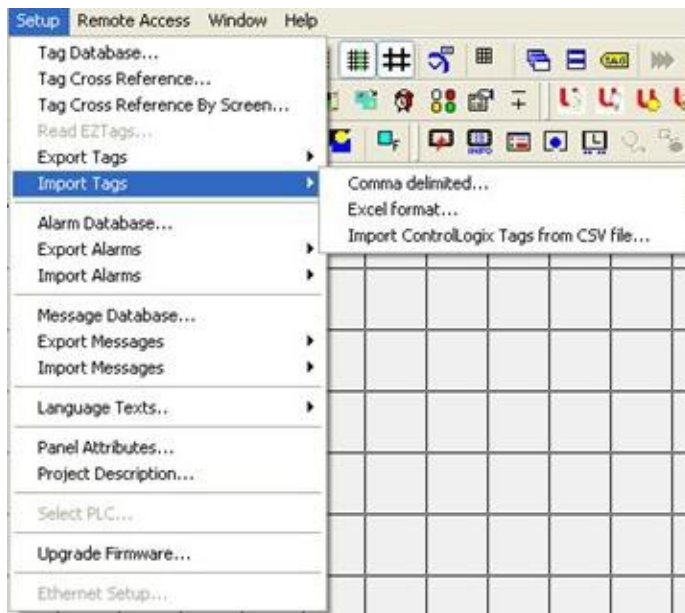 Setup Remote Access Window Help
Tag Database...
Tag Cross Reference...
Tag Cross Reference By Screen...
Read EZTags...
Export Tags
Import Tags
Comma delimited...
Excel format...
Import ControlLogix Tags from CSV file...
Alarm Database...
Export Alarms
Import Alarms
Message Database...
Export Messages
Import Messages
Language Texts..
Panel Attributes...
Project Description...
Select PLC...
Upgrade Firmware...
Ethernet Setup...